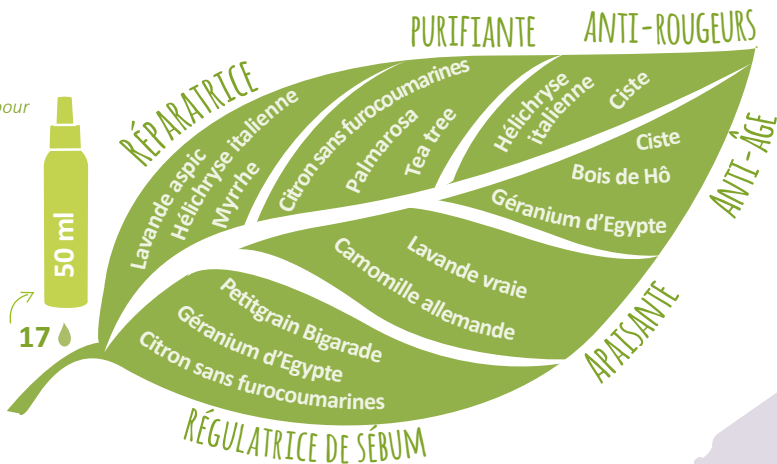 pour
50 ml
17
RÉPARATRICE
Lavande aspic
Hélichryse italienne
Myrrhe
PURIFIANTE
Citron sans furocoumarines
Palmarosa
Tea tree
ANTI-ROUGEURS
Hélichryse
italienne
Ciste
ANTI-ÂGE
Ciste
Bois de Hô
Géranium d'Egypte
APAISANTE
Lavande vraie
Camomille allemande
RÉGULATRICE DE SÉBUM
Petitgrain Bigarade
Géranium d'Egypte
Citron sans furocoumarines